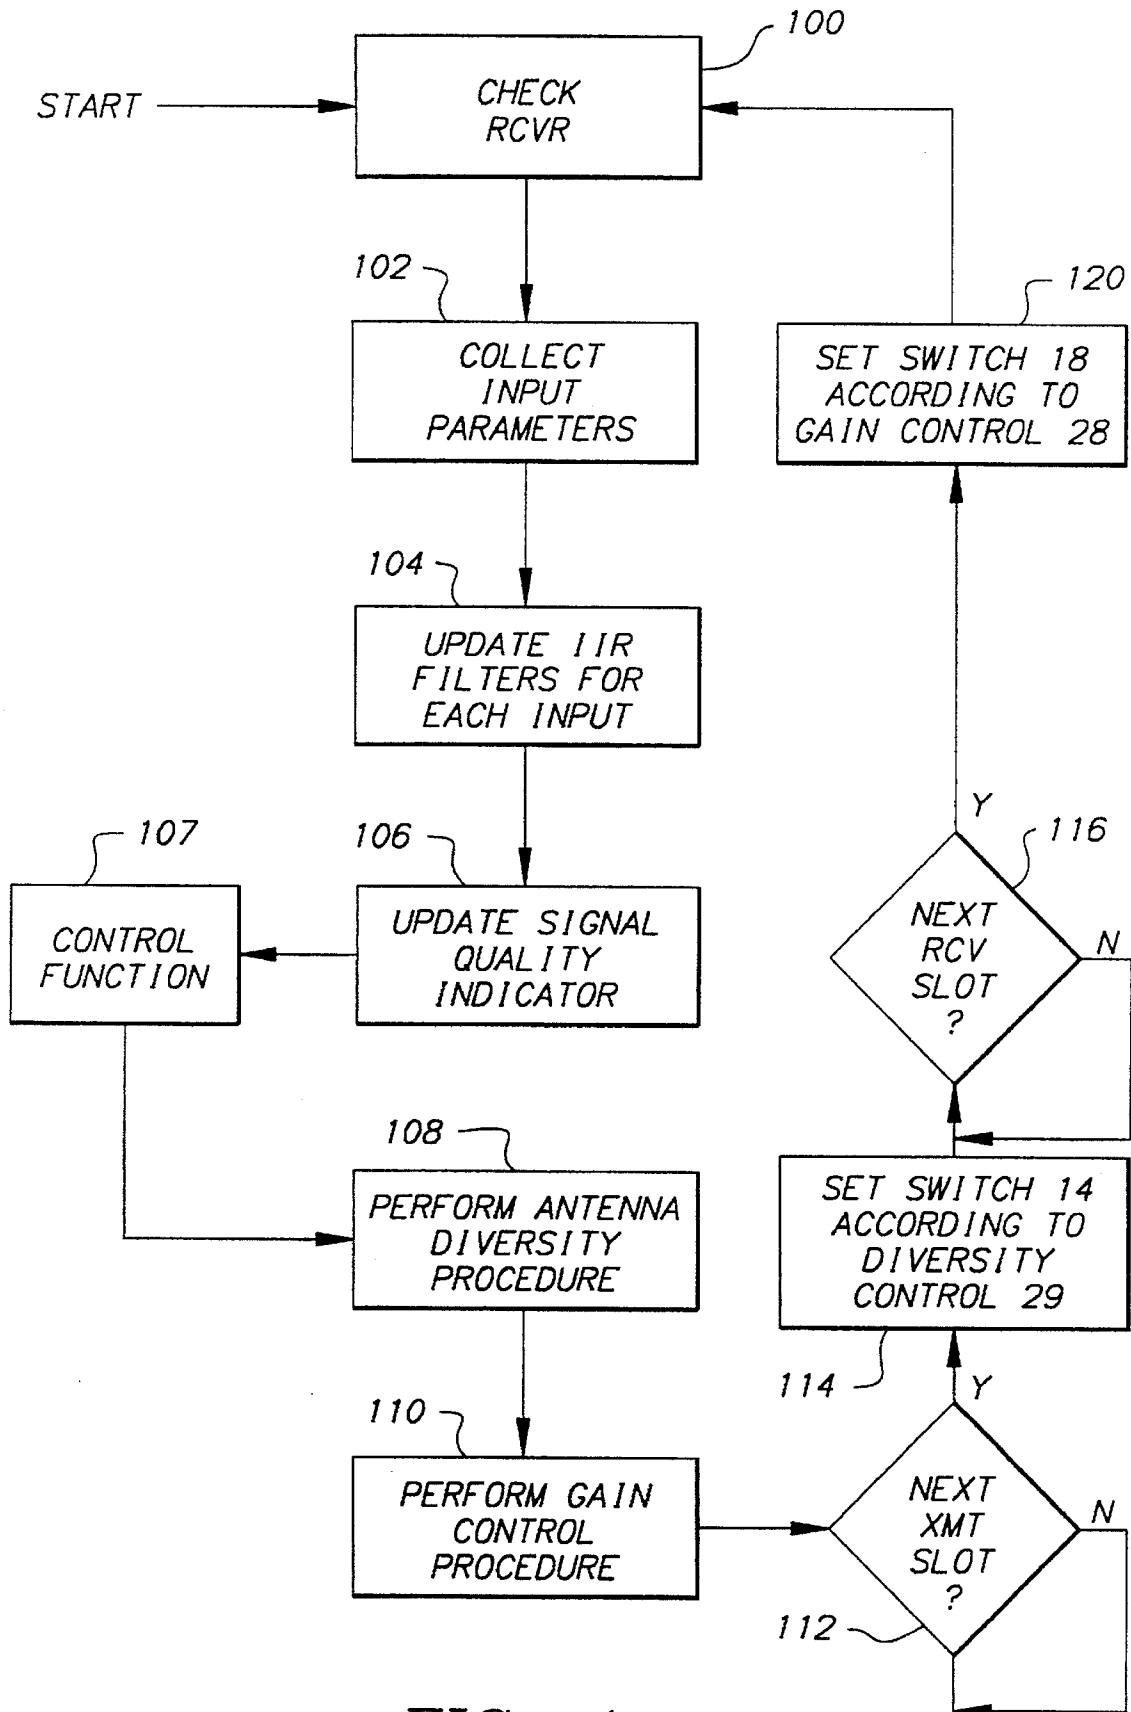 100
START
CHECK
RCVR
102
COLLECT
INPUT
PARAMETERS
120
SET SWITCH 18
ACCORDING TO
GAIN CONTROL 28
104
UPDATE IIR
FILTERS FOR
EACH INPUT
107
CONTROL
FUNCTION
106
UPDATE SIGNAL
QUALITY
INDICATOR
Y
116
NEXT
RCV
SLOT
?
N
108
PERFORM ANTENNA
DIVERSITY
PROCEDURE
SET SWITCH 14
ACCORDING TO
DIVERSITY
CONTROL 29
114
Y
110
PERFORM GAIN
CONTROL
PROCEDURE
NEXT
XMT
SLOT
?
N
112